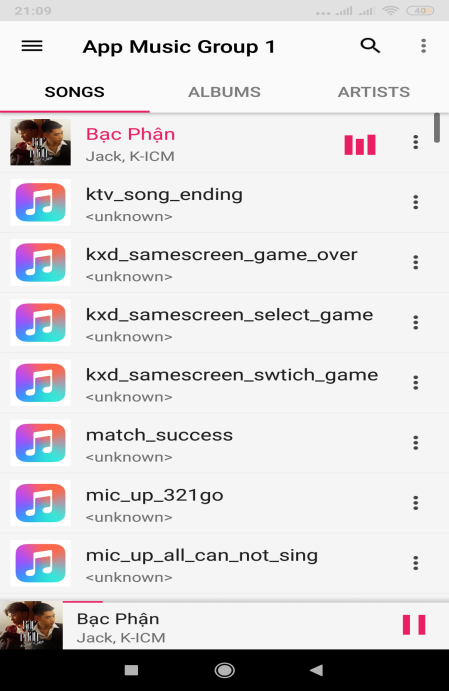 21:09
40
App Music Group 1
SONGS
ALBUMS
ARTISTS
Bạc Phận
Jack, K-ICM
ktv_song_ending
<unknown>
kxd_samescreen_game_over
<unknown>
kxd_samescreen_select_game
<unknown>
kxd_samescreen_swtich_game
<unknown>
match_success
<unknown>
mic_up_321go
<unknown>
mic_up_all_can_not_sing
<unknown>
Bạc Phận
Jack, K-ICM